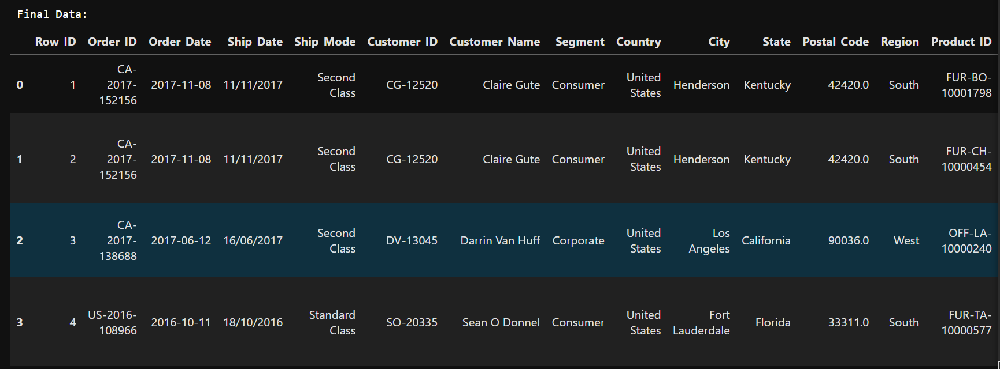 Final Data:
Row_ID Order_ID Order_Date Ship_Date Ship_Mode Customer_ID Customer_Name Segment Country City State Postal_Code Region Product_ID
0 1 CA-2017-152156 2017-11-08 11/11/2017 Second Class CG-12520 Claire Gute Consumer United States Henderson Kentucky 42420.0 South FUR-BO-10001798
1 2 CA-2017-152156 2017-11-08 11/11/2017 Second Class CG-12520 Claire Gute Consumer United States Henderson Kentucky 42420.0 South FUR-CH-10000454
2 3 CA-2017-138688 2017-06-12 16/06/2017 Second Class DV-13045 Darrin Van Huff Corporate United States Los Angeles California 90036.0 West OFF-LA-10000240
3 4 US-2016-108966 2016-10-11 18/10/2016 Standard Class SO-20335 Sean O Donnel Consumer United States Fort Lauderdale Florida 33311.0 South FUR-TA-10000577